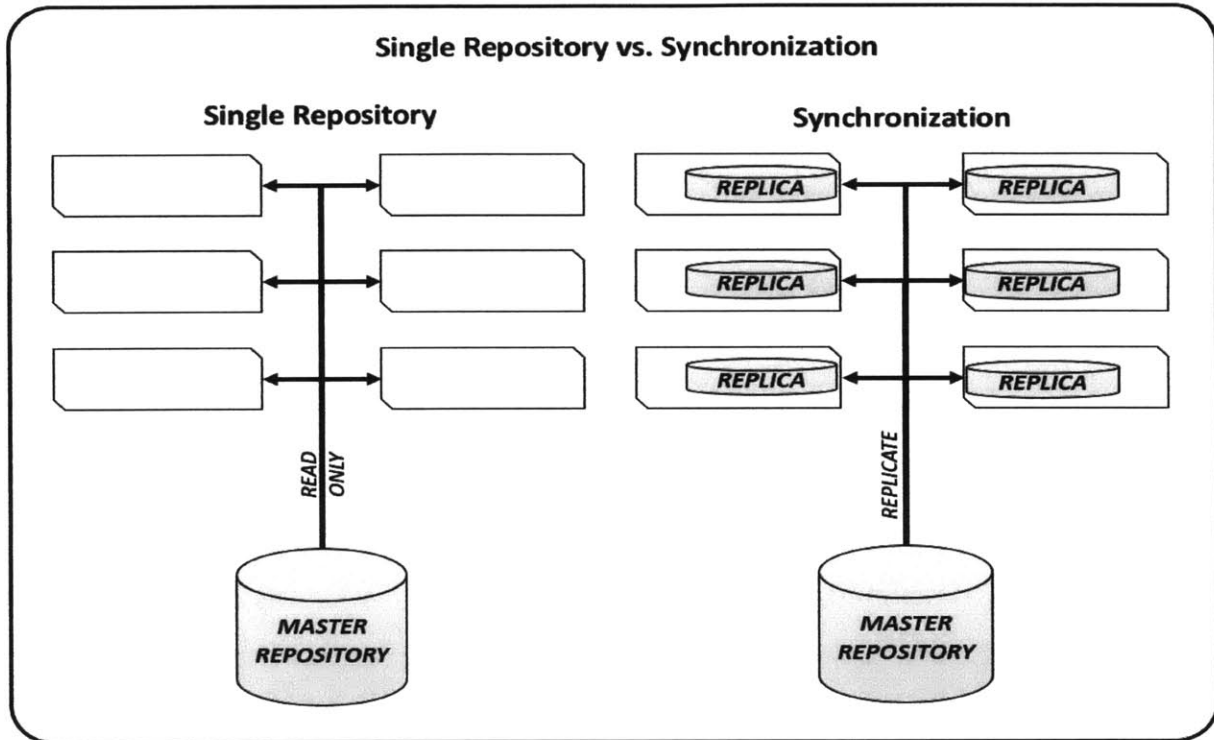 Single Repository vs. Synchronization
Single Repository
Synchronization
REPLICA
REPLICA
REPLICA
REPLICA
REPLICA
REPLICA
READ
ONLY
REPLICATE
MASTER
REPOSITORY
MASTER
REPOSITORY